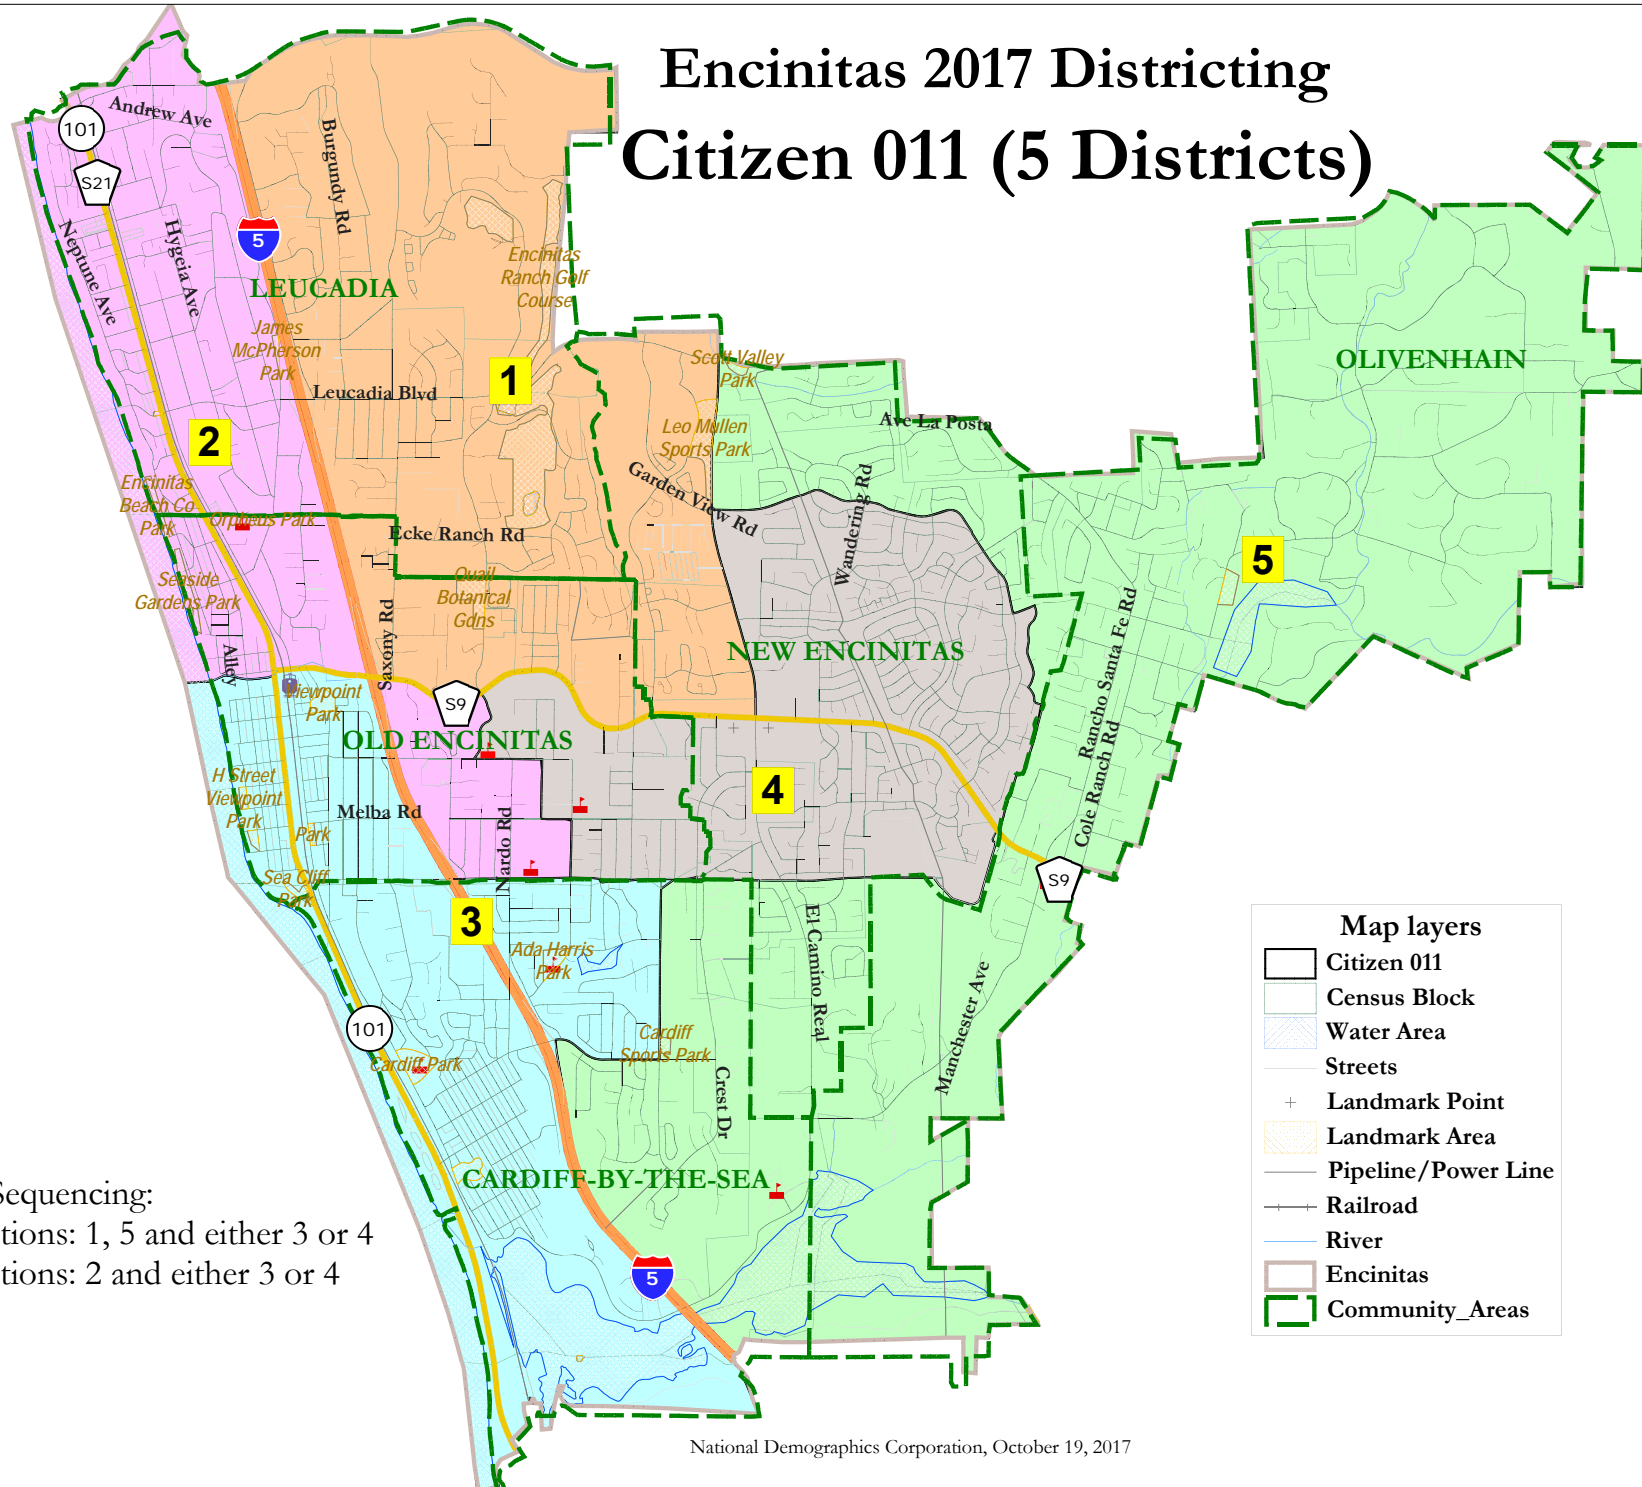 Encinitas 2017 Districting
Citizen 011 (5 Districts)
Andrew Ave
101
S21
Burgundy Rd
Neptune Ave
Hygeia Ave
5
LEUCADIA
Encinitas
Ranch Golf
Course
James
McPherson
Park
Leucadia Blvd
1
2
Scott Valley
Park
Leo Mullen
Sports Park
Ave La Posta
OLIVENHAIN
Garden View Rd
Wandering Rd
Encinitas
Beach Co
Park
Orpheus Park
Ecke Ranch Rd
5
Seaside
Gardens Park
Quail
Botanical
Gdns
Saxony Rd
Alley
NEW ENCINITAS
Rancho Santa Fe Rd
Viewpoint
Park
S9
OLD ENCINITAS
Cole Ranch Rd
H Street
Viewpoint
Park
Melba Rd
Park
Nardo Rd
4
Sea Cliff
Park
S9
3
Ada Harris
Park
El Camino Real
Manchester Ave
101
Cardiff
Sports Park
Cardiff Park
Crest Dr
CARDIFF-BY-THE-SEA
5
Sequencing:
tions: 1, 5 and either 3 or 4
tions: 2 and either 3 or 4
Map layers
Citizen 011
Census Block
Water Area
Streets
Landmark Point
Landmark Area
Pipeline/Power Line
Railroad
River
Encinitas
Community_Areas
National Demographics Corporation, October 19, 2017